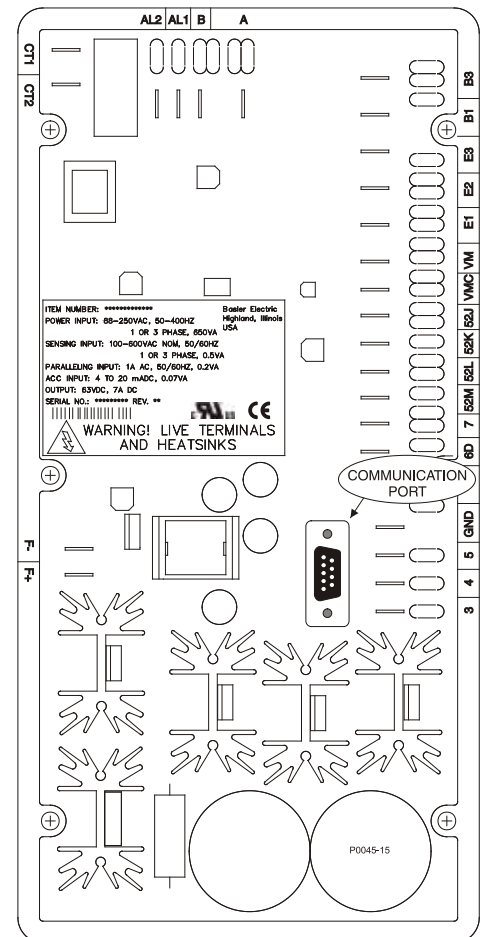 AL2 AL1 B A
CT1
CT2
B3
B1
E3
E2
E1
VM
VMC
52J
52K
52L
52M
7
6D
GND
5
4
3
F-
F+
ITEM NUMBER: *************
Basler Electric
Highland, Illinois
USA
POWER INPUT: 88-250VAC, 50-400HZ
1 OR 3 PHASE, 650VA
SENSING INPUT: 100-600VAC NOM, 50/60HZ
1 OR 3 PHASE, 0.5VA
PARALLELING INPUT: 1A AC, 50/60HZ, 0.2VA
ACC INPUT: 4 TO 20 mADC, 0.07VA
OUTPUT: 63VDC, 7A DC
SERIAL NO.: ********* REV. **
CE
WARNING! LIVE TERMINALS
AND HEATSINKS
COMMUNICATION
PORT
P0045-15